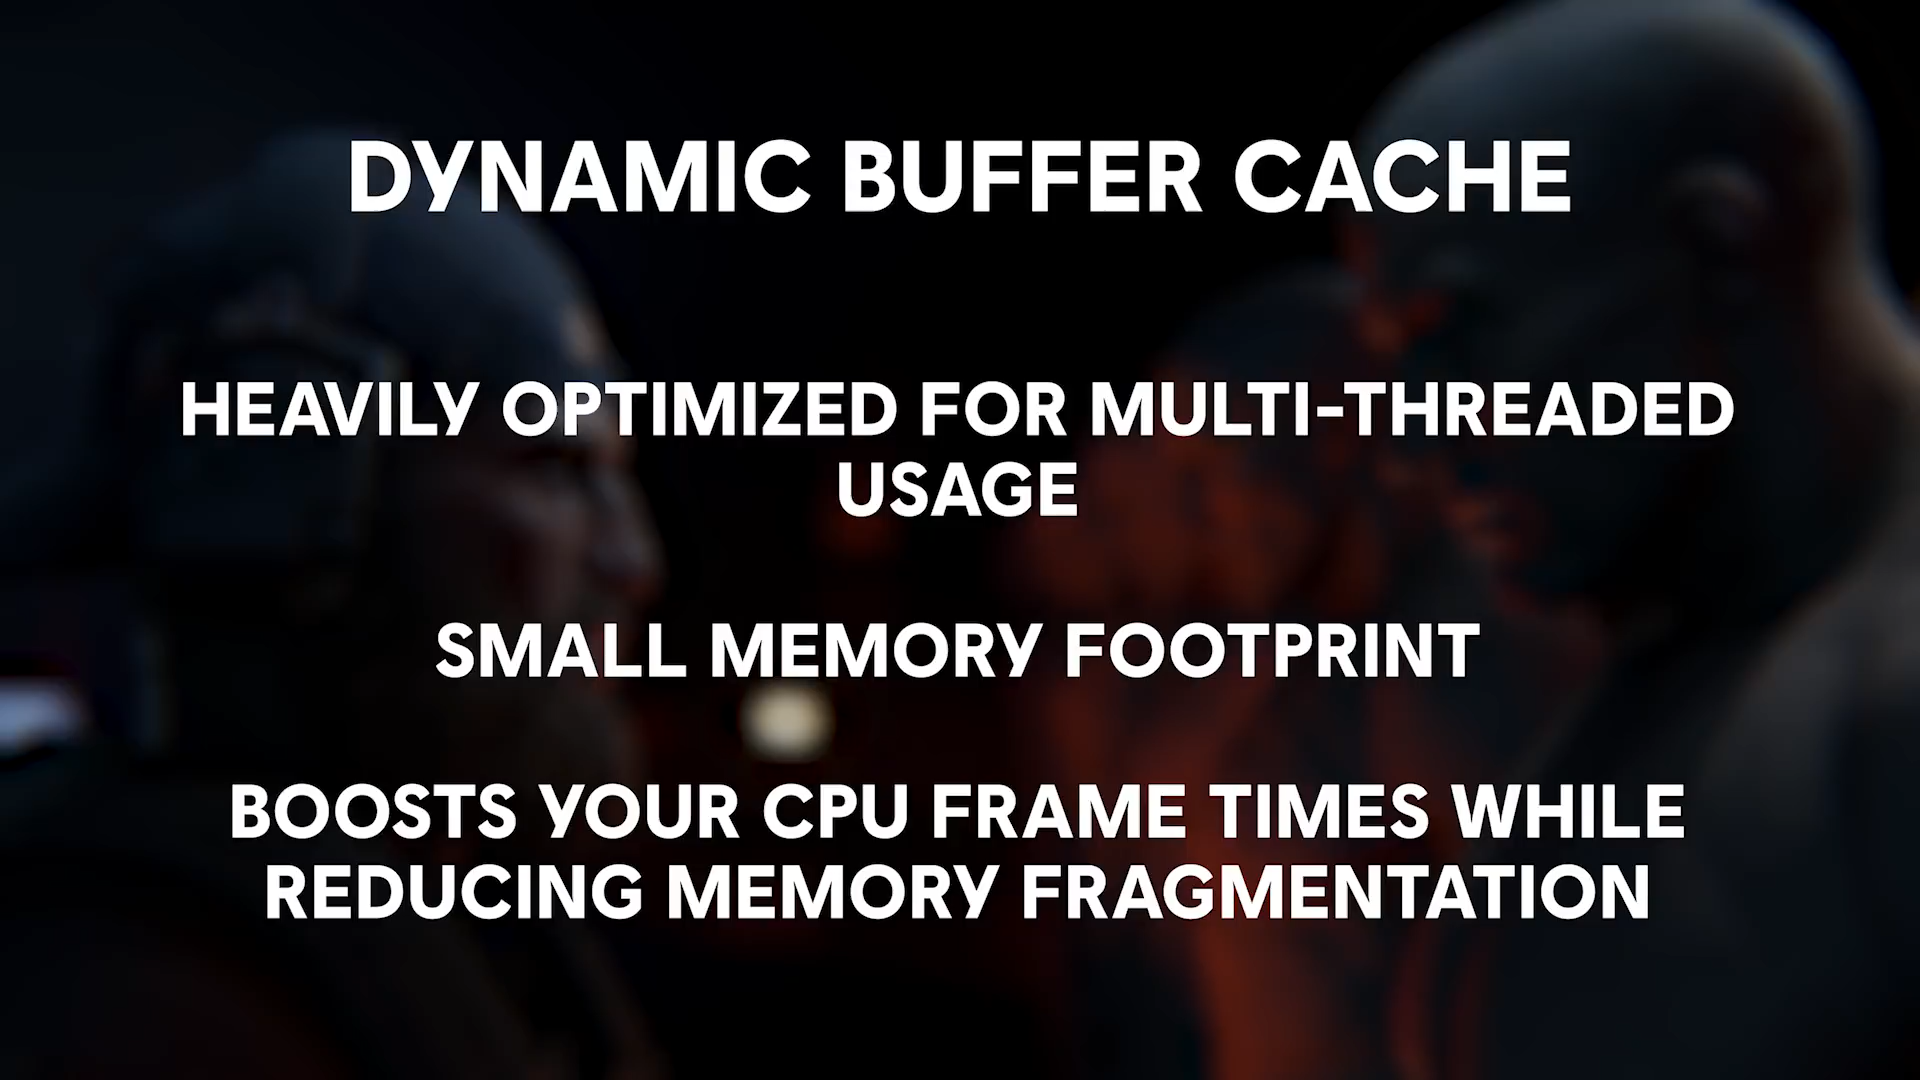 DYNAMIC BUFFER CACHE
HEAVILY OPTIMIZED FOR MULTI-THREADED
USAGE
SMALL MEMORY FOOTPRINT
BOOSTS YOUR CPU FRAME TIMES WHILE
REDUCING MEMORY FRAGMENTATION